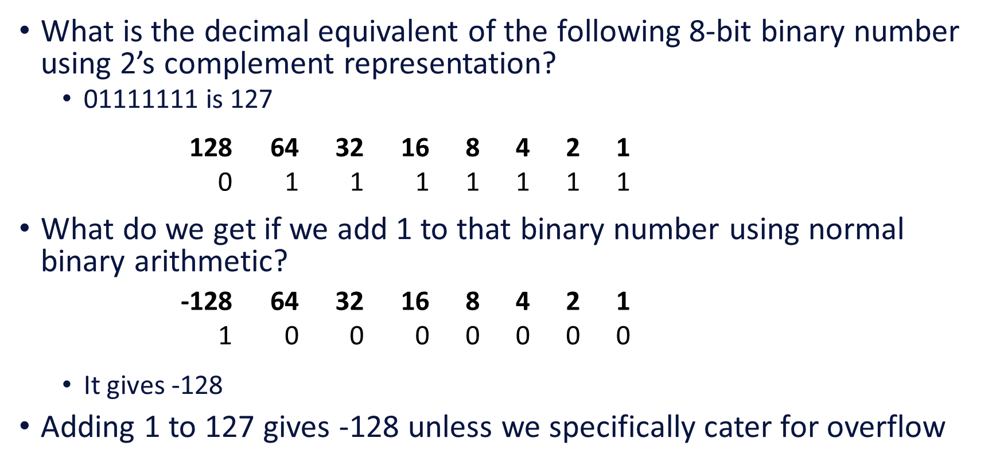 • What is the decimal equivalent of the following 8-bit binary number
using 2’s complement representation?
• 01111111 is 127
128 64 32 16 8 4 2 1
0 1 1 1 1 1 1 1
• What do we get if we add 1 to that binary number using normal
binary arithmetic?
-128 64 32 16 8 4 2 1
1 0 0 0 0 0 0 0
• It gives -128
• Adding 1 to 127 gives -128 unless we specifically cater for overflow